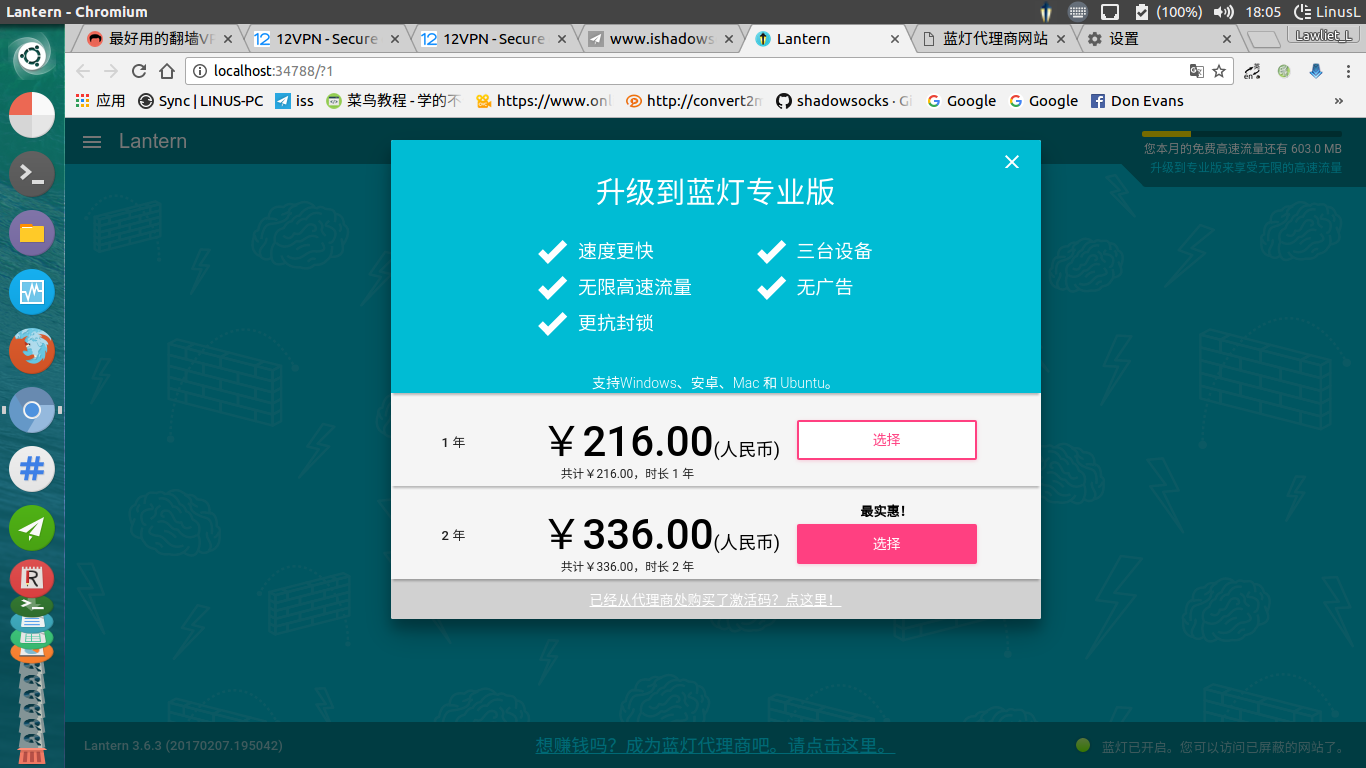 Lantern - Chromium
(100%)
18:05
LinusL
最好用的翻墙VP
12VPN - Secure
12VPN - Secure
www.ishadows
Lantern
蓝灯代理商网站
设置
Lawliet_L
localhost:34788/?1
应用
Sync | LINUS-PC
iss
菜鸟教程 - 学的不
https://www.onl
http://convert2m
shadowsocks · Gi
Google
Google
Don Evans
»
Lantern
您本月的免费高速流量还有 603.0 MB
升级到专业版来享受无限的高速流量
升级到蓝灯专业版
速度更快
三台设备
无限高速流量
无广告
更抗封锁
支持Windows、安卓、Mac 和 Ubuntu。
1 年
￥216.00(人民币)
选择
共计￥216.00，时长 1 年
最实惠！
2 年
￥336.00(人民币)
选择
共计￥336.00，时长 2 年
已经从代理商处购买了激活码？点这里！
Lantern 3.6.3 (20170207.195042)
想赚钱吗？成为蓝灯代理商吧。请点击这里。
蓝灯已开启。您可以访问已屏蔽的网站了。